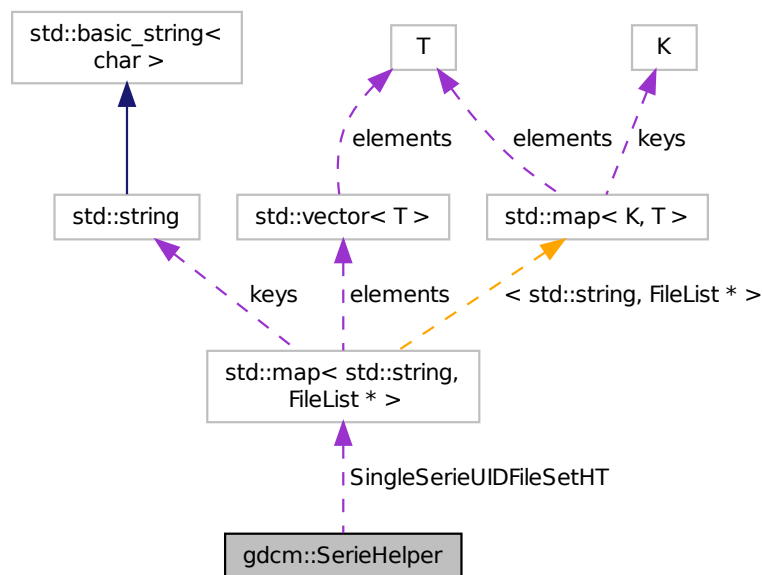 std::basic_string<
char >
T
K
elements
elements
keys
std::string
std::vector< T >
std::map< K, T >
keys
elements
< std::string, FileList * >
std::map< std::string,
FileList * >
SingleSerieUIDFileSetHT
gdcm::SerieHelper